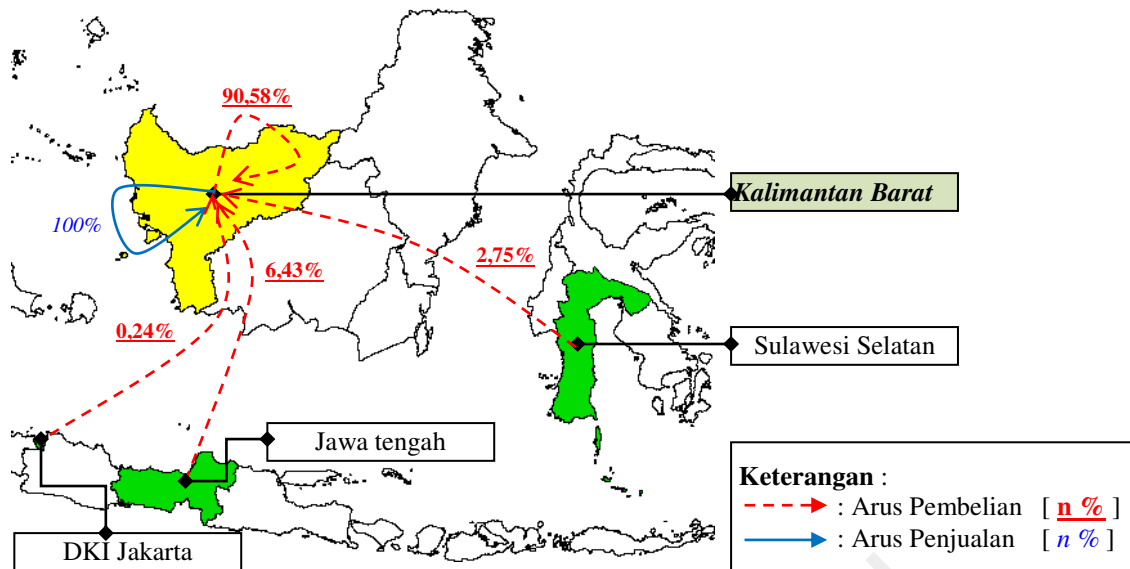 90,58%
Kalimantan Barat
100%
6,43%
2,75%
0,24%
Sulawesi Selatan
Jawa tengah
DKI Jakarta
Keterangan :
: Arus Pembelian [ n % ]
: Arus Penjualan [ n % ]